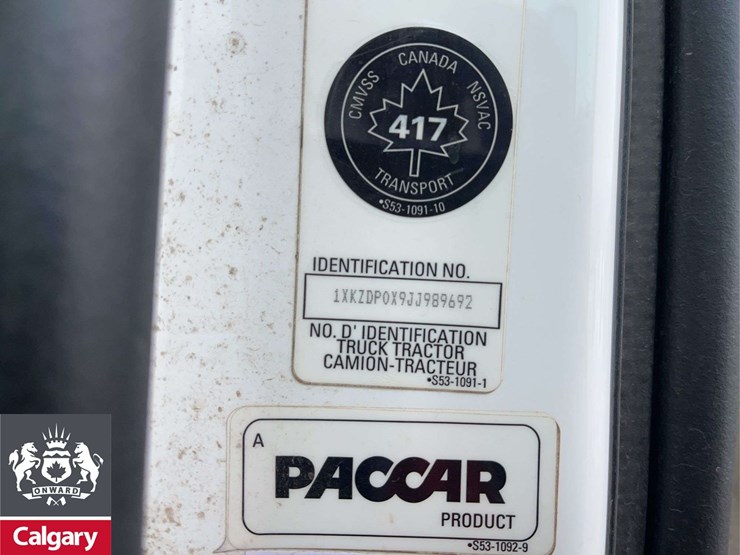 CANADA
CMVSS NSVAC
417
TRANSPORT
•S53-1091-10
IDENTIFICATION NO.
1XKZDP0X9JJ989692
NO. D' IDENTIFICATION
TRUCK TRACTOR
CAMION-TRACTEUR
•S53-1091-1
A
PACCAR
PRODUCT
•S53-1092-9
ONWARD
Calgary